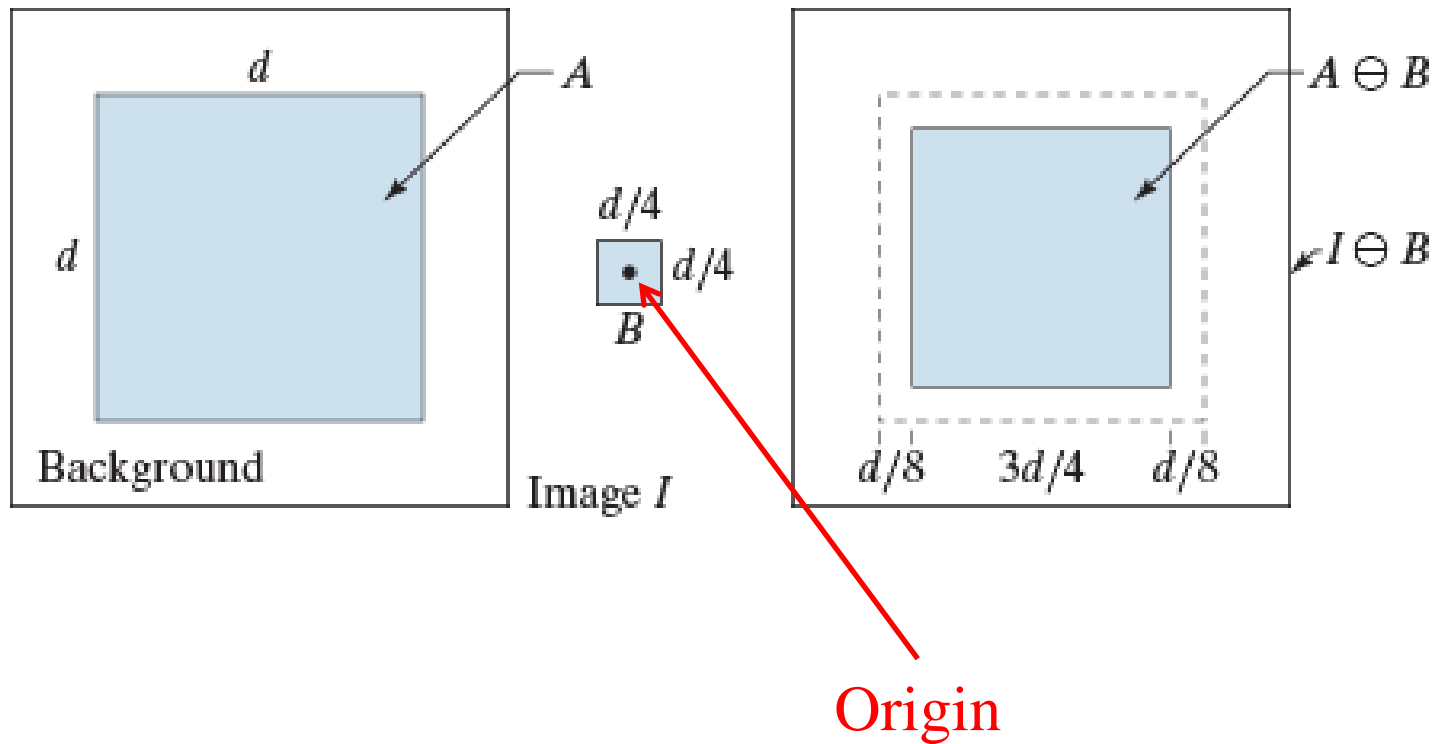 d
A
d
Background
d/4
d/4
B
Image I
A ⊖ B
I ⊖ B
d/8
3d/4
d/8
Origin